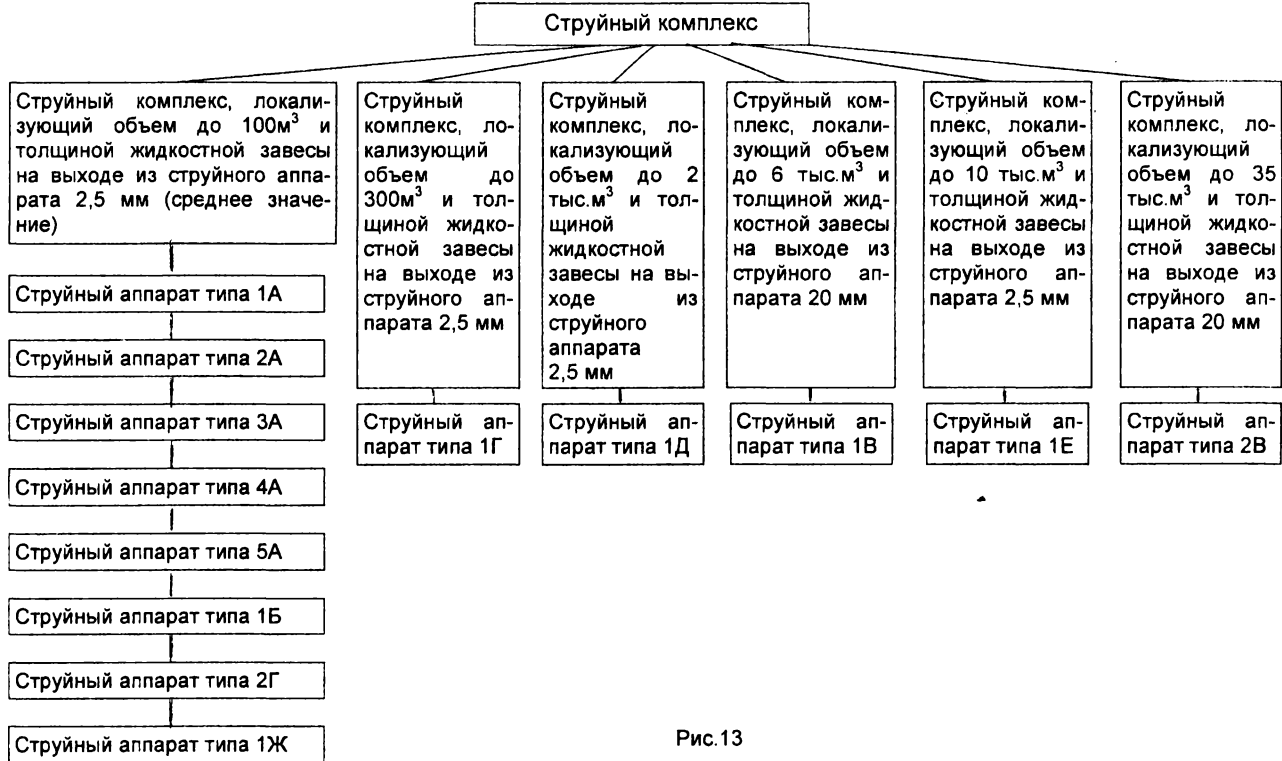 Струйный комплекс
Струйный комплекс, локали-
зующий объем до 100м³ и
толщиной жидкостной завесы
на выходе из струйного аппа-
рата 2,5 мм (среднее значе-
ние)
Струйный аппарат типа 1А
Струйный аппарат типа 2А
Струйный аппарат типа 3А
Струйный аппарат типа 4А
Струйный аппарат типа 5А
Струйный аппарат типа 1Б
Струйный аппарат типа 2Г
Струйный аппарат типа 1Ж
Струйный
комплекс, ло-
кализующий
объем до
300м³ и тол-
щиной жидко-
стной завесы
на выходе из
струйного ап-
парата 2,5 мм
Струйный ап-
парат типа 1Г
Струйный
комплекс, ло-
кализующий
объем до 2
тыс.м³ и тол-
щиной
жидкостной
завесы на вы-
ходе из
струйного
аппарата
2,5 мм
Струйный ап-
парат типа 1Д
Струйный ком-
плекс, локали-
зующий объем
до 6 тыс.м³ и
толщиной жид-
костной завесы
на выходе из
струйного ап-
парата 20 мм
Струйный ап-
парат типа 1В
Струйный ком-
плекс, локали-
зующий объем
до 10 тыс.м³ и
толщиной жид-
костной завесы
на выходе из
струйного ап-
парата 2,5 мм
Струйный ап-
парат типа 1Е
Струйный
комплекс, ло-
кализующий
объем до 35
тыс.м³ и тол-
щиной жидко-
стной завесы
на выходе из
струйного ап-
парата 20 мм
Струйный ап-
парат типа 2В
Рис.13